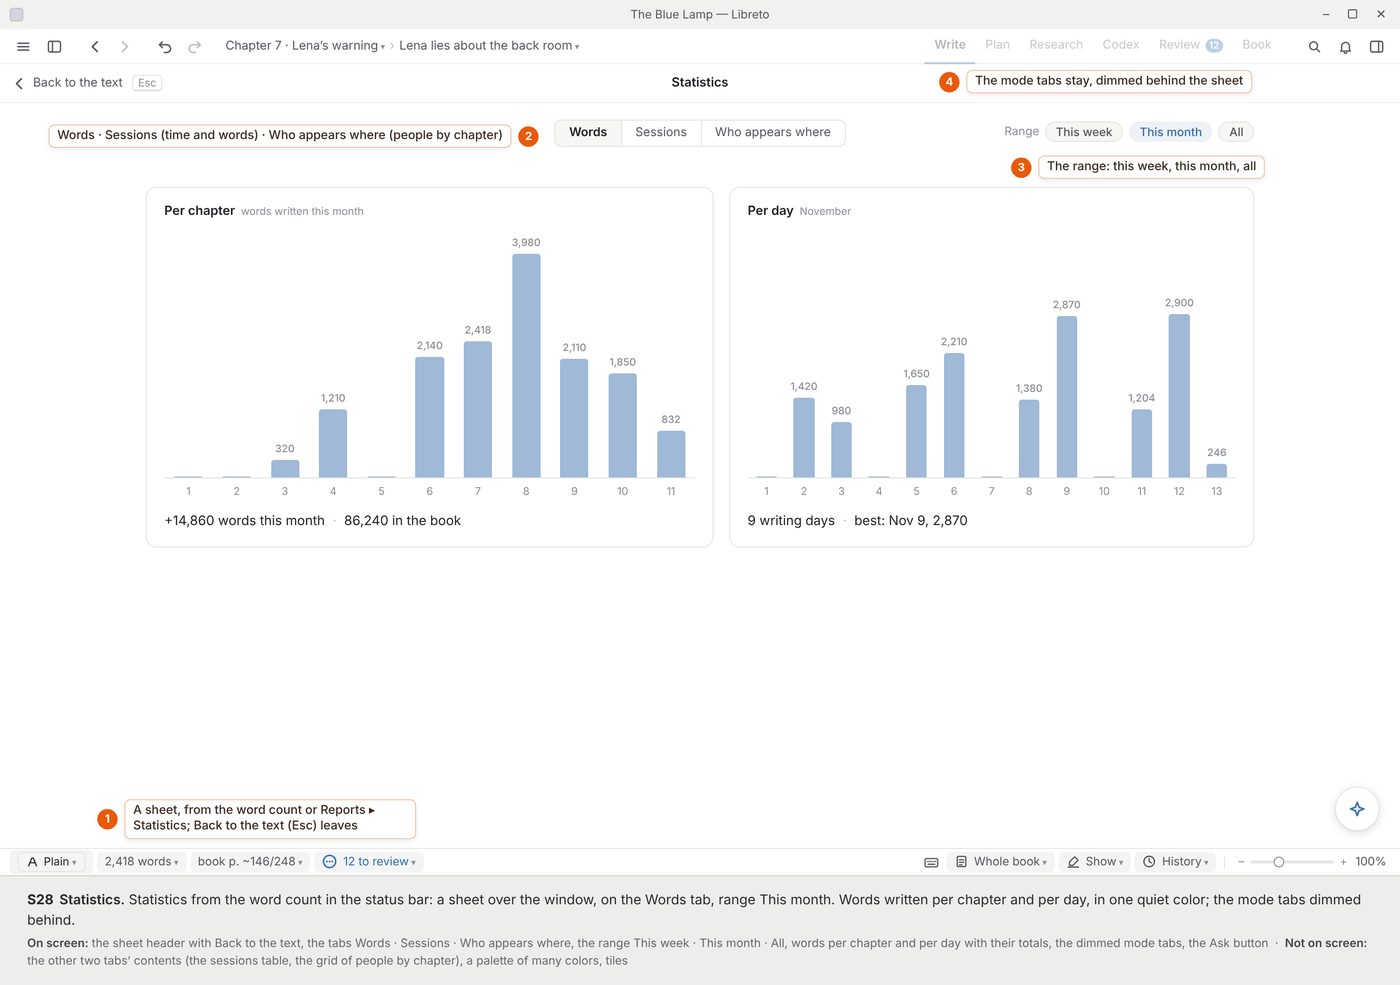 The Blue Lamp — Libreto
Chapter 7 · Lena's warning ▾ › Lena lies about the back room ▾
Write Plan Research Codex Review 12 Book
Back to the text Esc
Statistics
4 The mode tabs stay, dimmed behind the sheet
Words · Sessions (time and words) · Who appears where (people by chapter) 2
Words Sessions Who appears where
Range This week This month All
3 The range: this week, this month, all
Per chapter words written this month
3,980
2,418
2,140
2,110
1,850
1,210
832
320
1 2 3 4 5 6 7 8 9 10 11
+14,860 words this month · 86,240 in the book
Per day November
2,900
2,870
2,210
1,650
1,420
1,380
1,204
980
246
1 2 3 4 5 6 7 8 9 10 11 12 13
9 writing days · best: Nov 9, 2,870
1 A sheet, from the word count or Reports ▸
Statistics; Back to the text (Esc) leaves
A Plain ▾ 2,418 words ▾ book p. ~146/248 ▾ 12 to review ▾
Whole book ▾ Show ▾ History ▾ − + 100%
S28 Statistics. Statistics from the word count in the status bar: a sheet over the window, on the Words tab, range This month. Words written per chapter and per day, in one quiet color; the mode tabs dimmed
behind.
On screen: the sheet header with Back to the text, the tabs Words · Sessions · Who appears where, the range This week · This month · All, words per chapter and per day with their totals, the dimmed mode tabs, the Ask button · Not on screen:
the other two tabs' contents (the sessions table, the grid of people by chapter), a palette of many colors, tiles